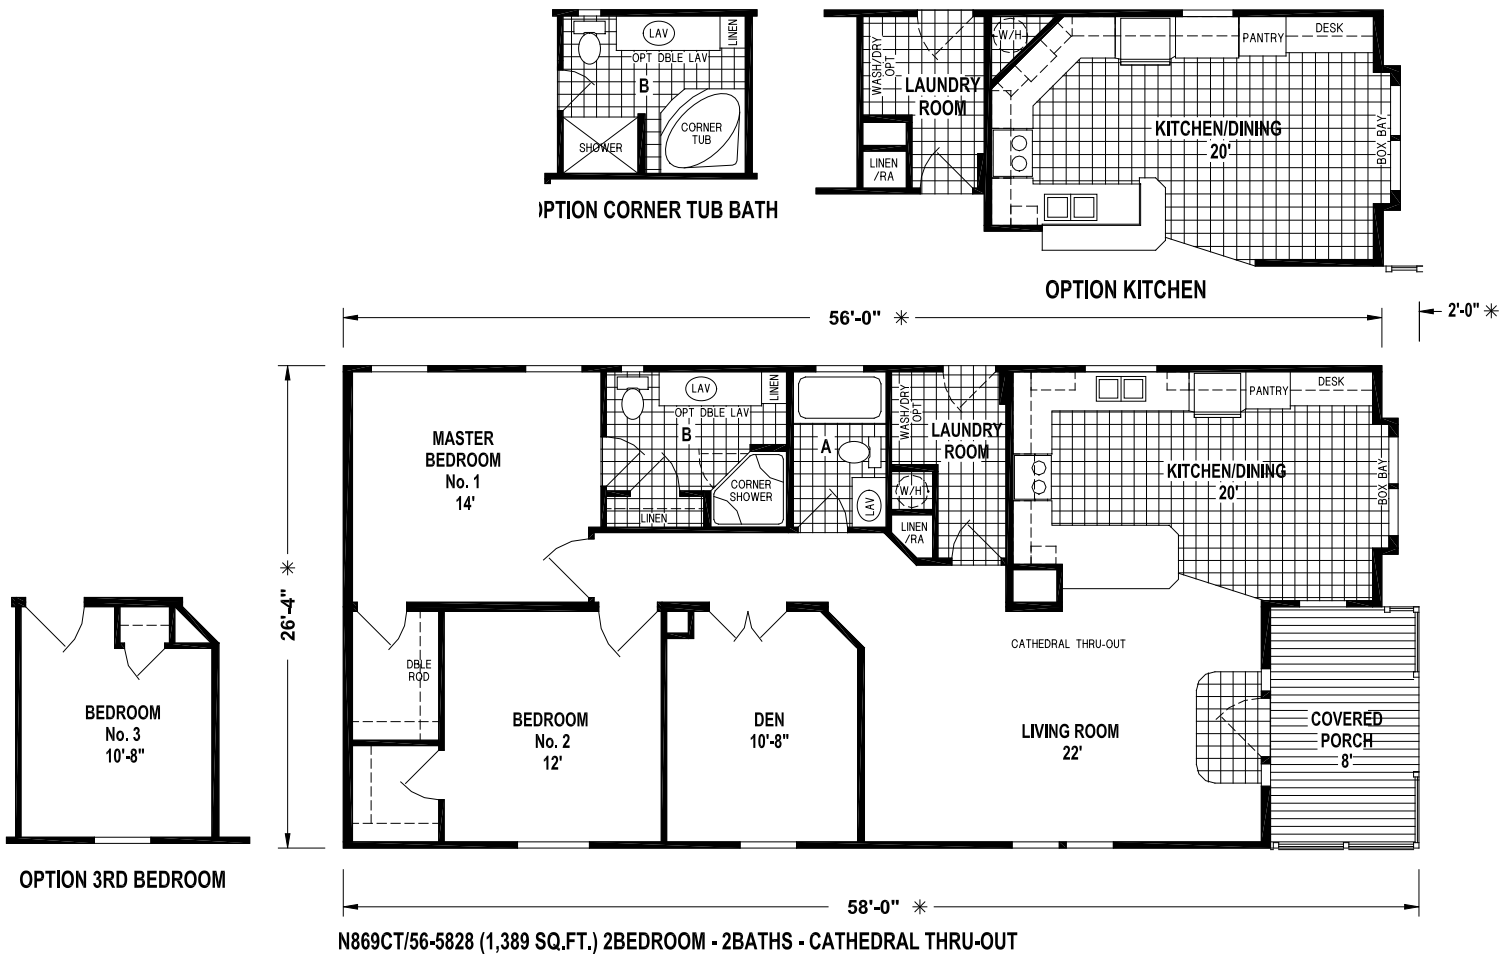 LAV
LINEN
OPT DBLE LAV
B
CORNER
TUB
SHOWER
OPTION CORNER TUB BATH
W/H
WASH/DRY
OPT
LAUNDRY
ROOM
LINEN
/RA
PANTRY
DESK
KITCHEN/DINING
20'
BOX BAY
OPTION KITCHEN
56'-0" ✳
2'-0" ✳
26'-4" ✳
MASTER
BEDROOM
No. 1
14'
LAV
LINEN
OPT DBLE LAV
B
CORNER
SHOWER
LINEN
A
LAV
WASH/DRY
OPT
LAUNDRY
ROOM
W/H
LINEN
/RA
PANTRY
DESK
KITCHEN/DINING
20'
BOX BAY
DBLE
ROD
BEDROOM
No. 2
12'
DEN
10'-8"
CATHEDRAL THRU-OUT
LIVING ROOM
22'
COVERED
PORCH
8'
BEDROOM
No. 3
10'-8"
OPTION 3RD BEDROOM
58'-0" ✳
N869CT/56-5828 (1,389 SQ.FT.) 2BEDROOM - 2BATHS - CATHEDRAL THRU-OUT